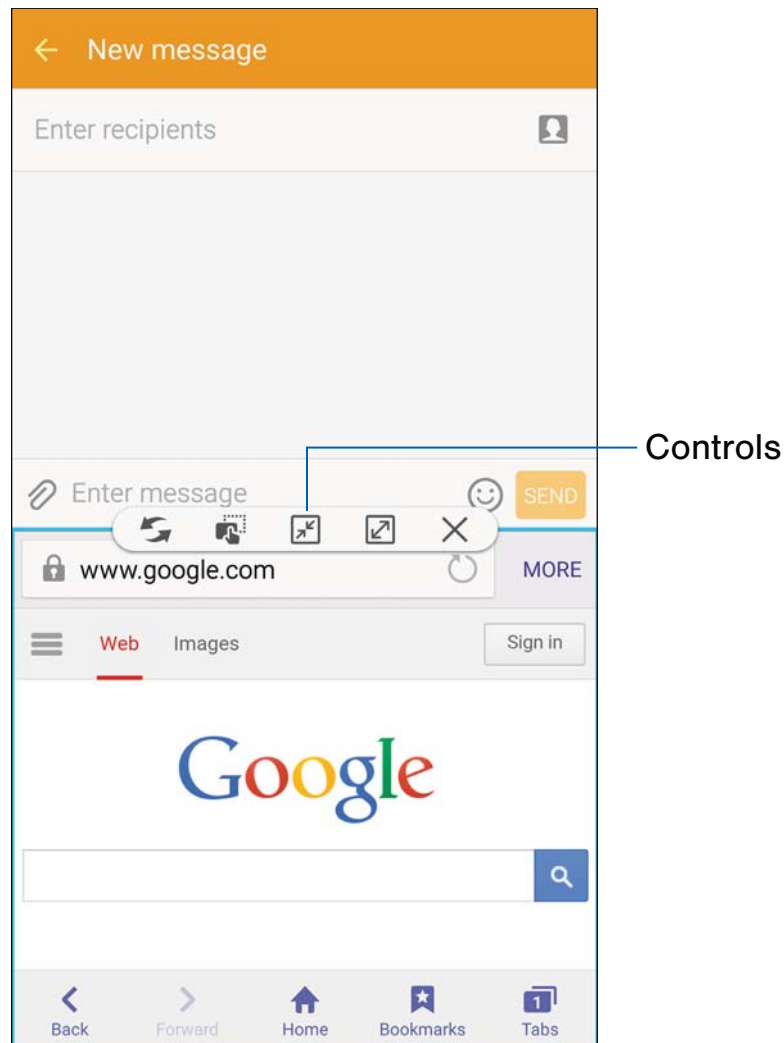 New message
Enter recipients
Controls
Enter message
SEND
www.google.com
MORE
Web Images Sign in
Google
1
Back Forward Home Bookmarks Tabs